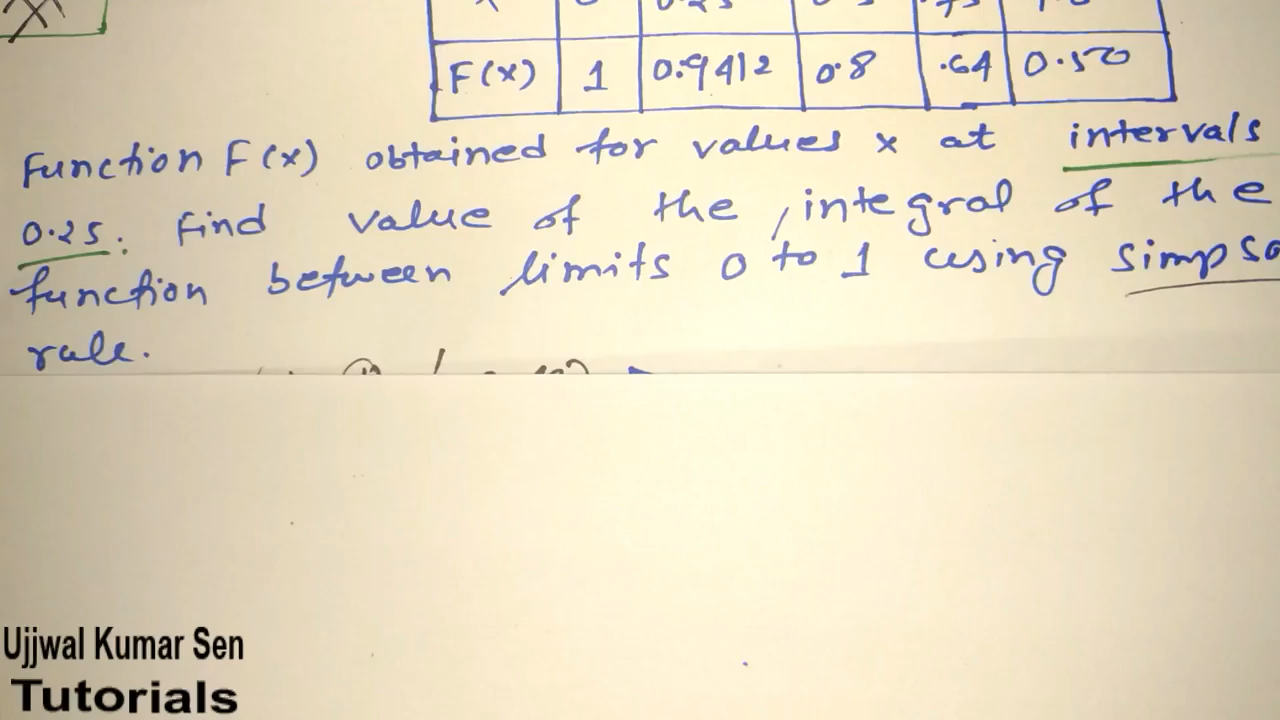 F(x) 1 0.9412 0.8 .64 0.50
Function F(x) obtained for values x at intervals
0.25. Find value of the integral of the
function between limits 0 to 1 using simpso
rule.
Ujjwal Kumar Sen
Tutorials